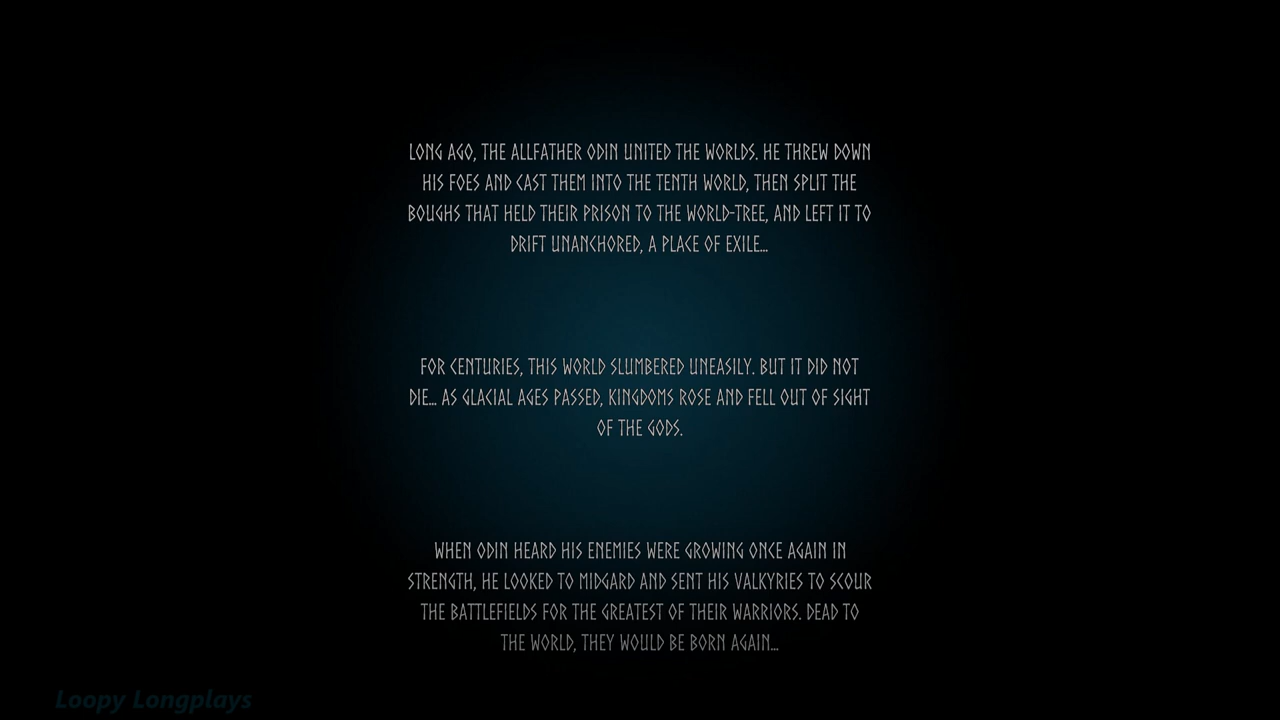 LONG AGO, THE ALLFATHER ODIN UNITED THE WORLDS. HE THREW DOWN
HIS FOES AND CAST THEM INTO THE TENTH WORLD, THEN SPLIT THE
BOUGHS THAT HELD THEIR PRISON TO THE WORLD-TREE, AND LEFT IT TO
DRIFT UNANCHORED, A PLACE OF EXILE...
FOR CENTURIES, THIS WORLD SLUMBERED UNEASILY. BUT IT DID NOT
DIE... AS GLACIAL AGES PASSED, KINGDOMS ROSE AND FELL OUT OF SIGHT
OF THE GODS.
WHEN ODIN HEARD HIS ENEMIES WERE GROWING ONCE AGAIN IN
STRENGTH, HE LOOKED TO MIDGARD AND SENT HIS VALKYRIES TO SCOUR
THE BATTLEFIELDS FOR THE GREATEST OF THEIR WARRIORS. DEAD TO
THE WORLD, THEY WOULD BE BORN AGAIN...
Loopy Longplays